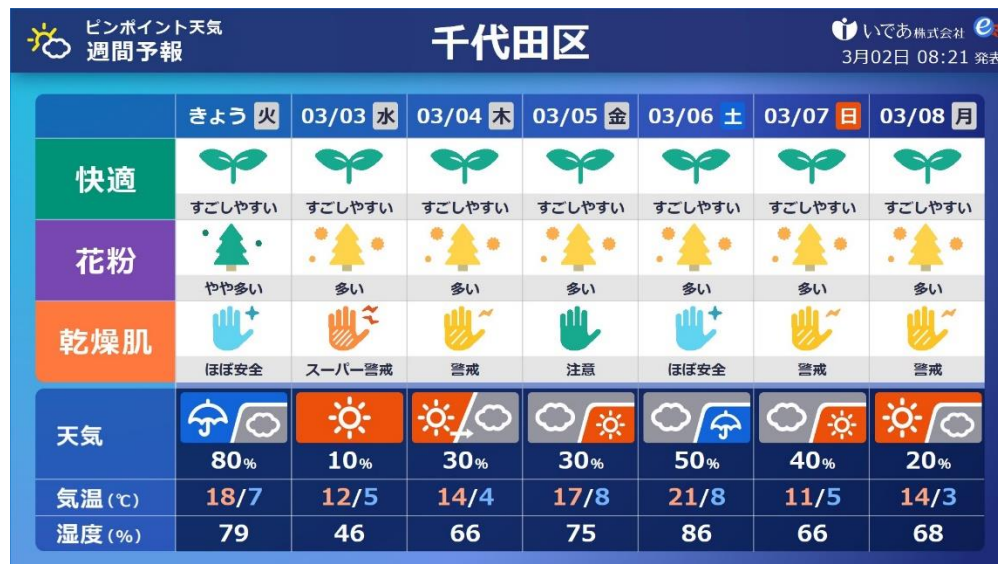 ピンポイント天気
週間予報
千代田区
いであ株式会社
3月02日 08:21 発表
きょう 火 03/03 水 03/04 木 03/05 金 03/06 土 03/07 日 03/08 月
快適
すごしやすい すごしやすい すごしやすい すごしやすい すごしやすい すごしやすい すごしやすい
花粉
やや多い 多い 多い 多い 多い 多い 多い
乾燥肌
ほぼ安全 スーパー警戒 警戒 注意 ほぼ安全 警戒 警戒
天気
80% 10% 30% 30% 50% 40% 20%
気温(℃) 18/7 12/5 14/4 17/8 21/8 11/5 14/3
湿度(%) 79 46 66 75 86 66 68